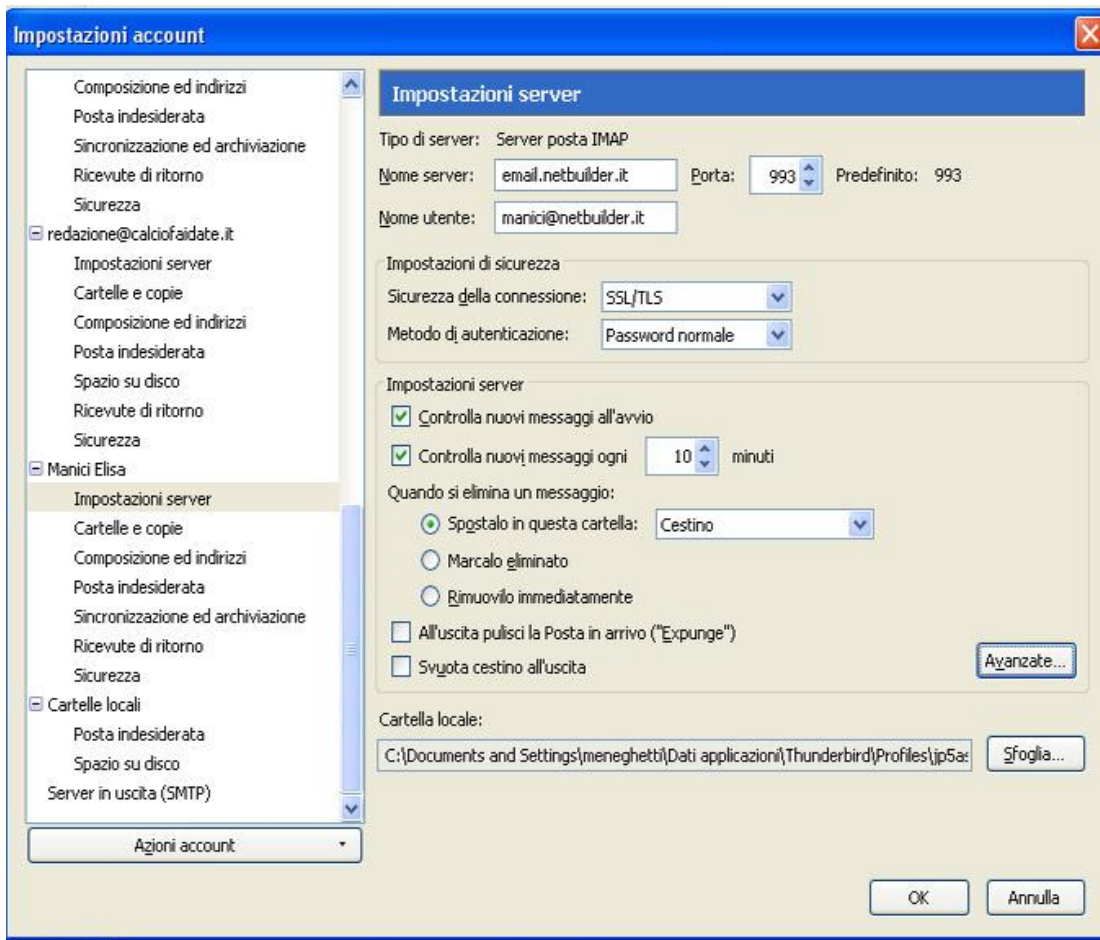 Impostazioni account
Composizione ed indirizzi
Posta indesiderata
Sincronizzazione ed archiviazione
Ricevute di ritorno
Sicurezza
redazione@calciofaidate.it
Impostazioni server
Cartelle e copie
Composizione ed indirizzi
Posta indesiderata
Spazio su disco
Ricevute di ritorno
Sicurezza
Manici Elisa
Impostazioni server
Cartelle e copie
Composizione ed indirizzi
Posta indesiderata
Sincronizzazione ed archiviazione
Ricevute di ritorno
Sicurezza
Cartelle locali
Posta indesiderata
Spazio su disco
Server in uscita (SMTP)
Azioni account
Impostazioni server
Tipo di server: Server posta IMAP
Nome server: email.netbuilder.it Porta: 993 Predefinito: 993
Nome utente: manici@netbuilder.it
Impostazioni di sicurezza
Sicurezza della connessione: SSL/TLS
Metodo di autenticazione: Password normale
Impostazioni server
Controlla nuovi messaggi all'avvio
Controlla nuovi messaggi ogni 10 minuti
Quando si elimina un messaggio:
Spostalo in questa cartella: Cestino
Marcalo eliminato
Rimuovilo immediatamente
All'uscita pulisci la Posta in arrivo ("Expunge")
Svuota cestino all'uscita
Avanzate...
Cartella locale:
C:\Documents and Settings\meneghetti\Dati applicazioni\Thunderbird\Profiles\jp5as
Sfoglia...
OK Annulla